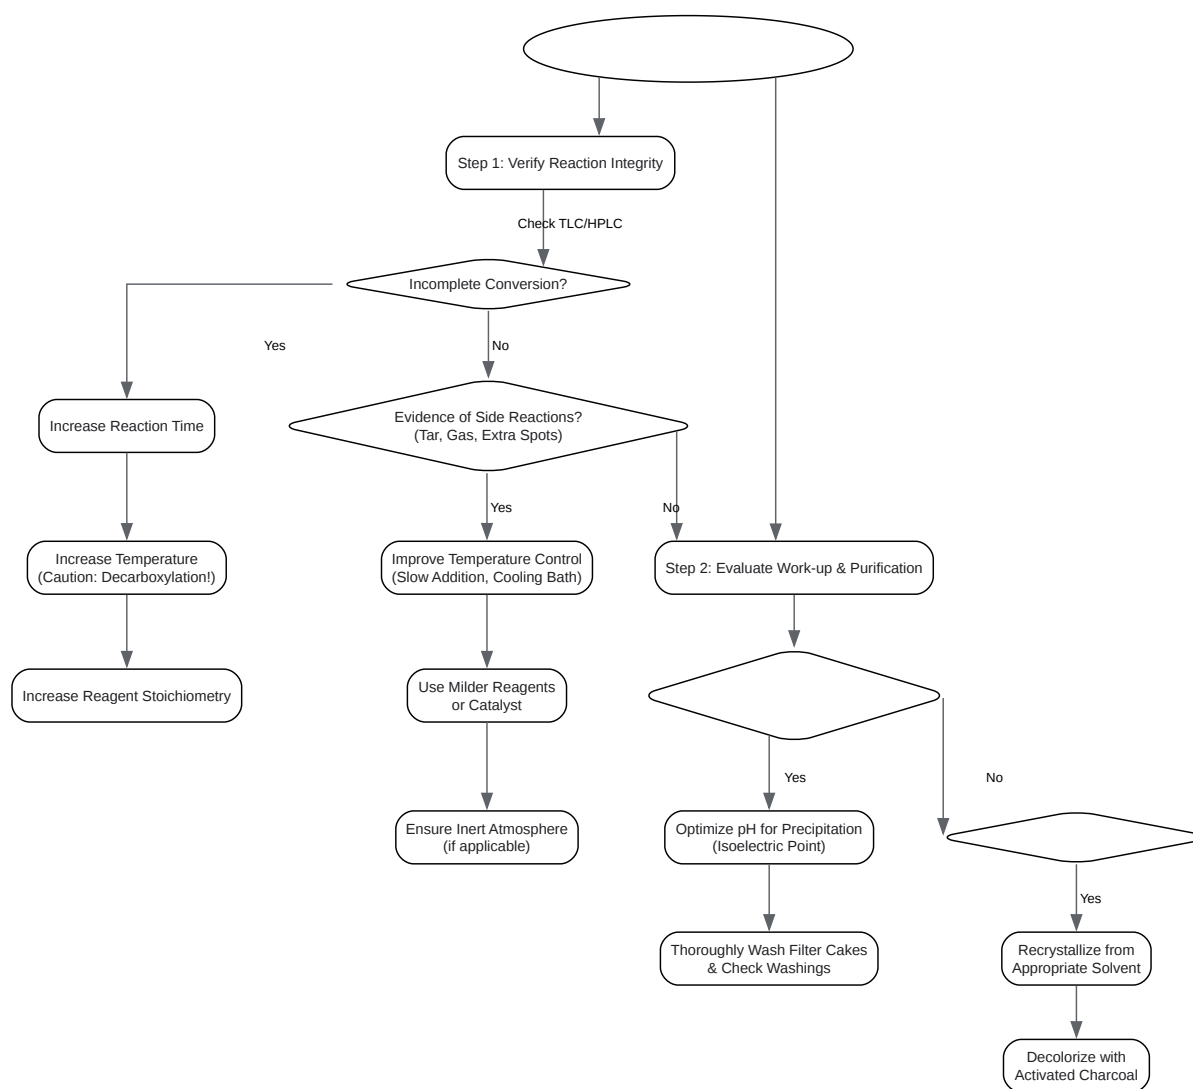 Step 1: Verify Reaction Integrity
Check TLC/HPLC
Incomplete Conversion?
Yes
No
Increase Reaction Time
Evidence of Side Reactions?
(Tar, Gas, Extra Spots)
Yes
No
Increase Temperature
(Caution: Decarboxylation!)
Improve Temperature Control
(Slow Addition, Cooling Bath)
Step 2: Evaluate Work-up & Purification
Increase Reagent Stoichiometry
Use Milder Reagents
or Catalyst
Yes
No
Ensure Inert Atmosphere
(if applicable)
Optimize pH for Precipitation
(Isoelectric Point)
Yes
Thoroughly Wash Filter Cakes
& Check Washings
Recrystallize from
Appropriate Solvent
Decolorize with
Activated Charcoal